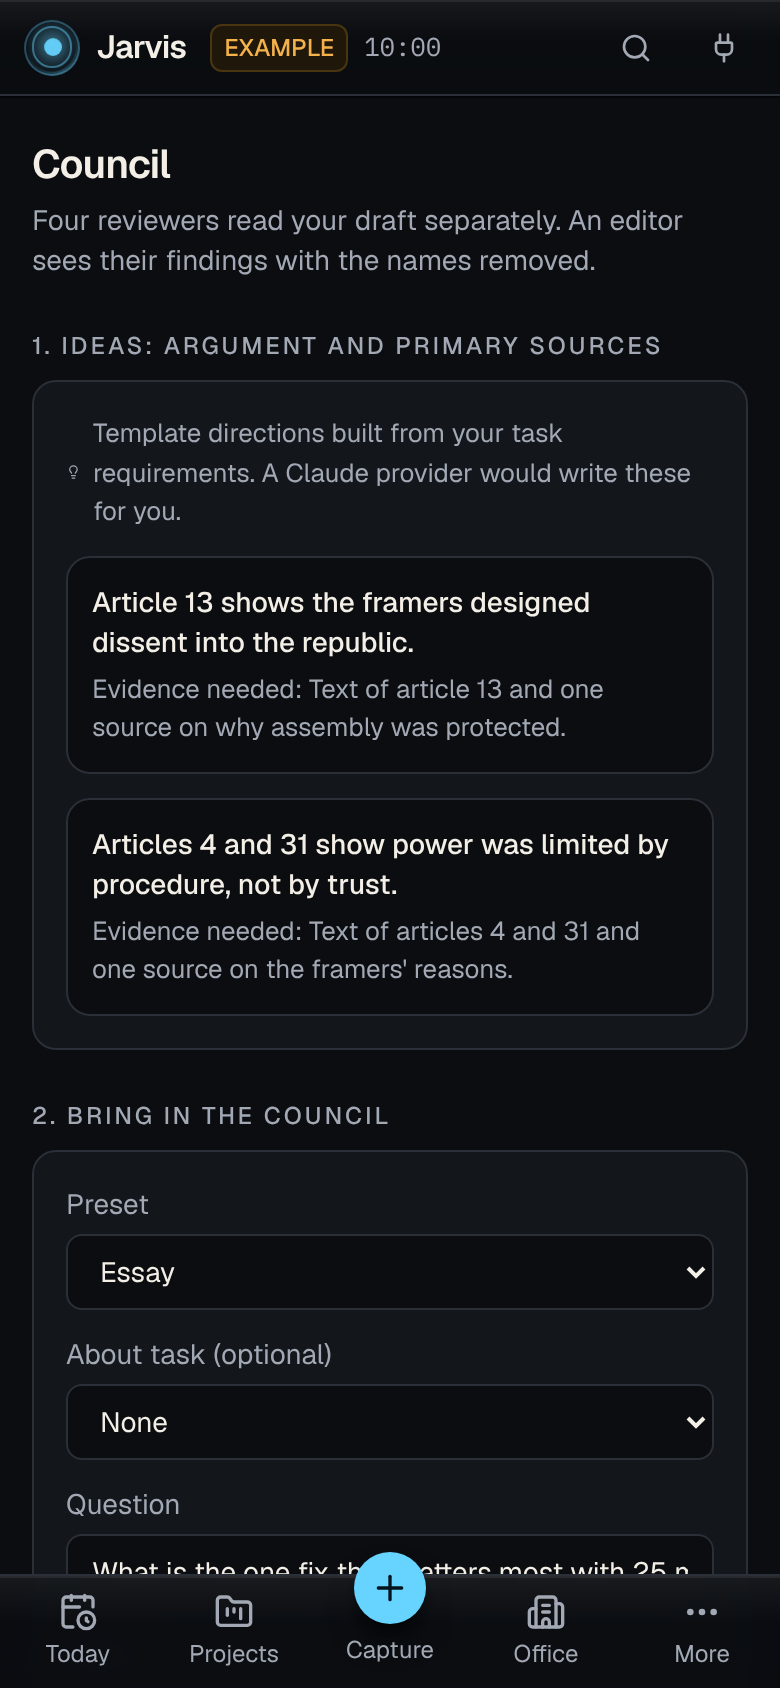 Jarvis EXAMPLE 10:00
Council
Four reviewers read your draft separately. An editor
sees their findings with the names removed.
1. IDEAS: ARGUMENT AND PRIMARY SOURCES
Template directions built from your task
requirements. A Claude provider would write these
for you.
Article 13 shows the framers designed
dissent into the republic.
Evidence needed: Text of article 13 and one
source on why assembly was protected.
Articles 4 and 31 show power was limited by
procedure, not by trust.
Evidence needed: Text of articles 4 and 31 and
one source on the framers' reasons.
2. BRING IN THE COUNCIL
Preset
Essay
About task (optional)
None
Question
What is the one fix most with 25
Today
Projects
Capture
Office
More